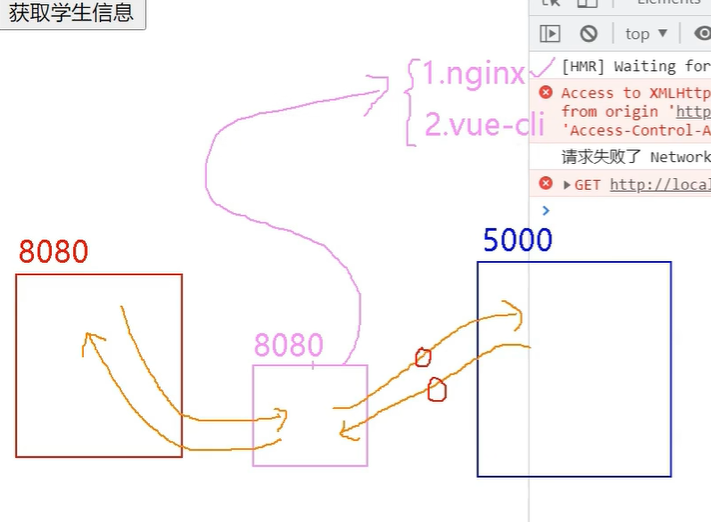 获取学生信息
Elements
top ▼
1.nginx
2.vue-cli
[HMR] Waiting for
Access to XMLHttp
from origin 'http
'Access-Control-A
请求失败了 Network
▶GET http://local
>
8080
5000
8080